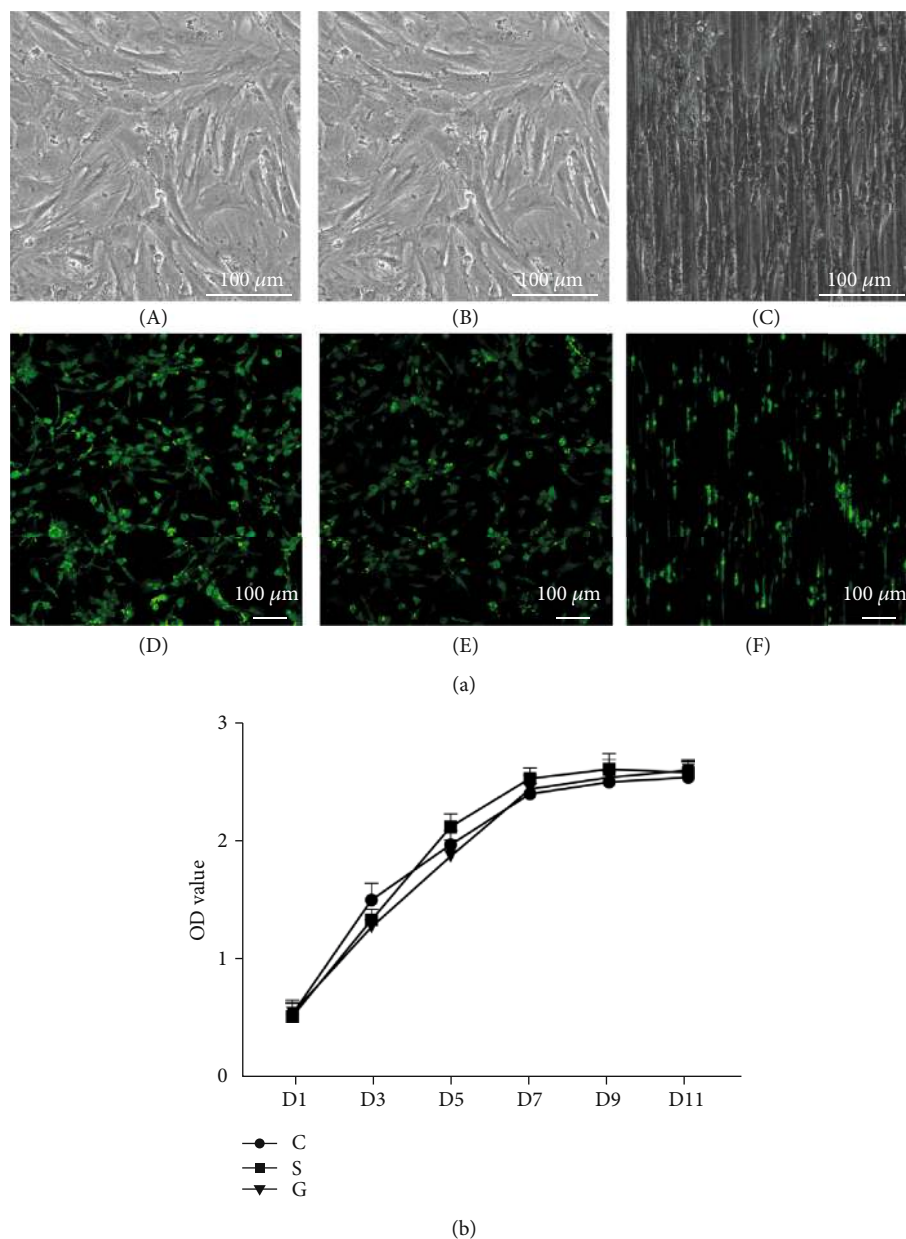 100 µm
100 µm
100 µm
(A)
(B)
(C)
100 µm
100 µm
100 µm
(D)
(E)
(F)
(a)
3
2
1
0
OD value
D1
D3
D5
D7
D9
D11
C
S
G
(b)